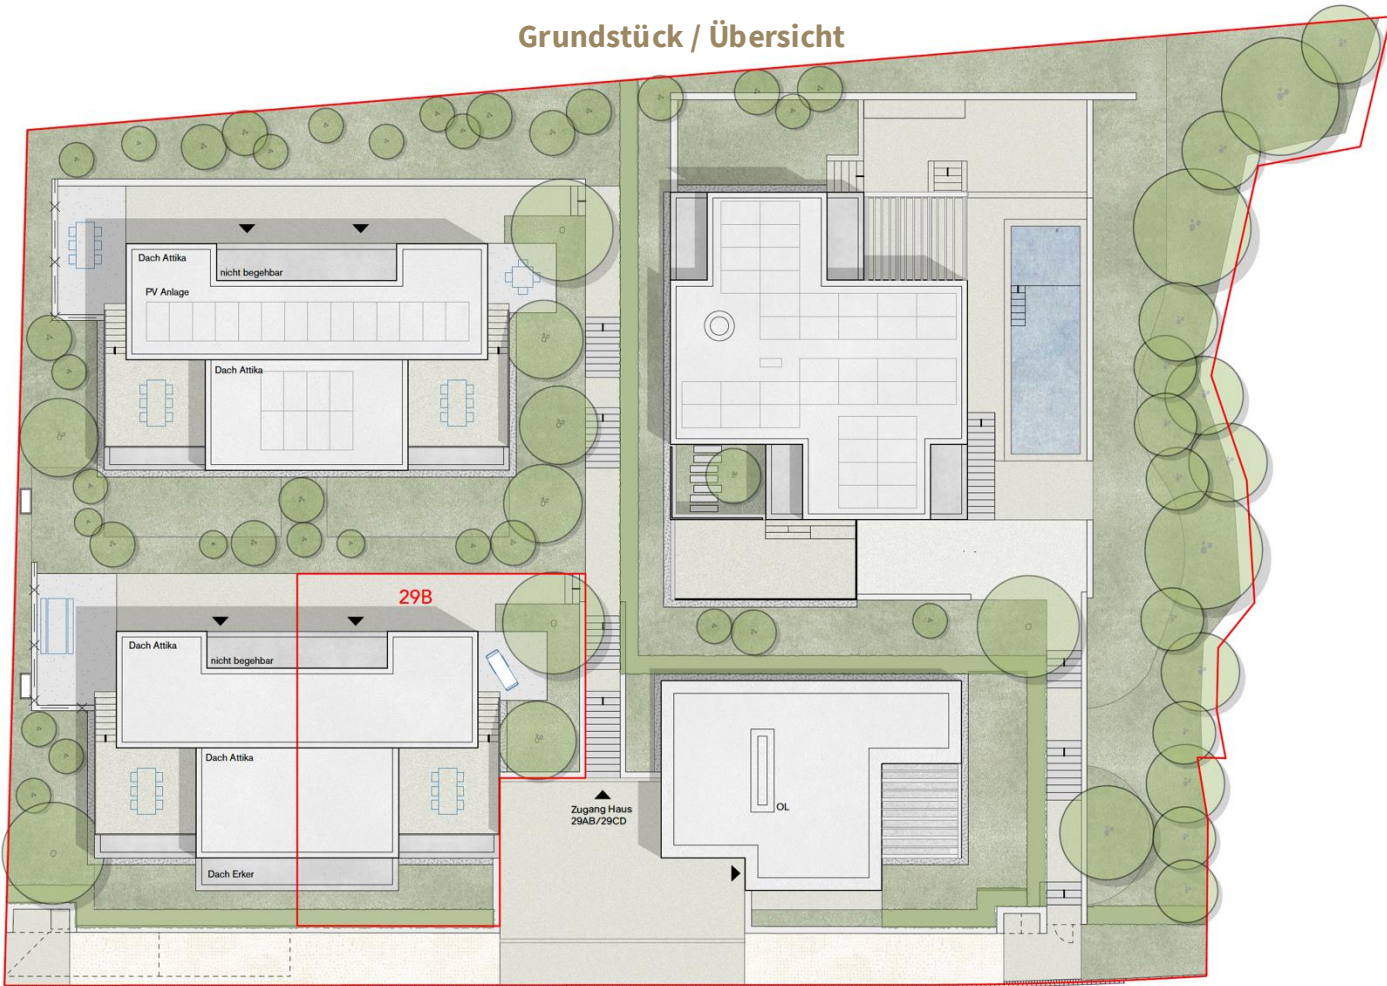 Grundstück / Übersicht
Dach Attika
nicht begehbar
PV Anlage
Dach Attika
29B
Dach Attika
nicht begehbar
Dach Attika
Zugang Haus
29AB/29CD
OL
Dach Erker